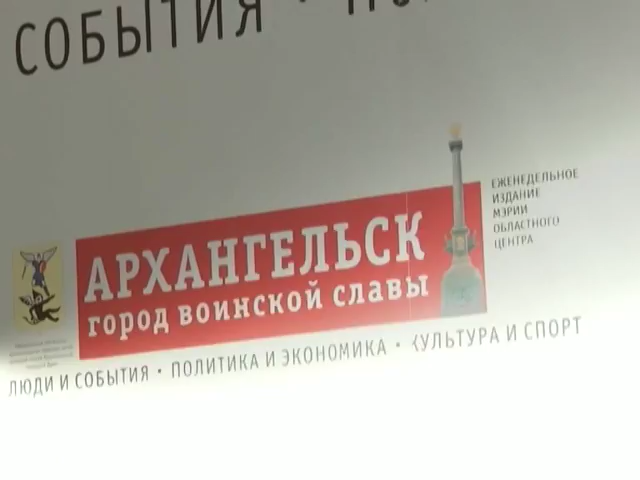 СОБЫТИЯ ·
АРХАНГЕЛЬСК
город воинской славы
ЕЖЕНЕДЕЛЬНОЕ
ИЗДАНИЕ
МЭРИИ
ОБЛАСТНОГО
ЦЕНТРА
ЛЮДИ И СОБЫТИЯ · ПОЛИТИКА И ЭКОНОМИКА · КУЛЬТУРА И СПОРТ